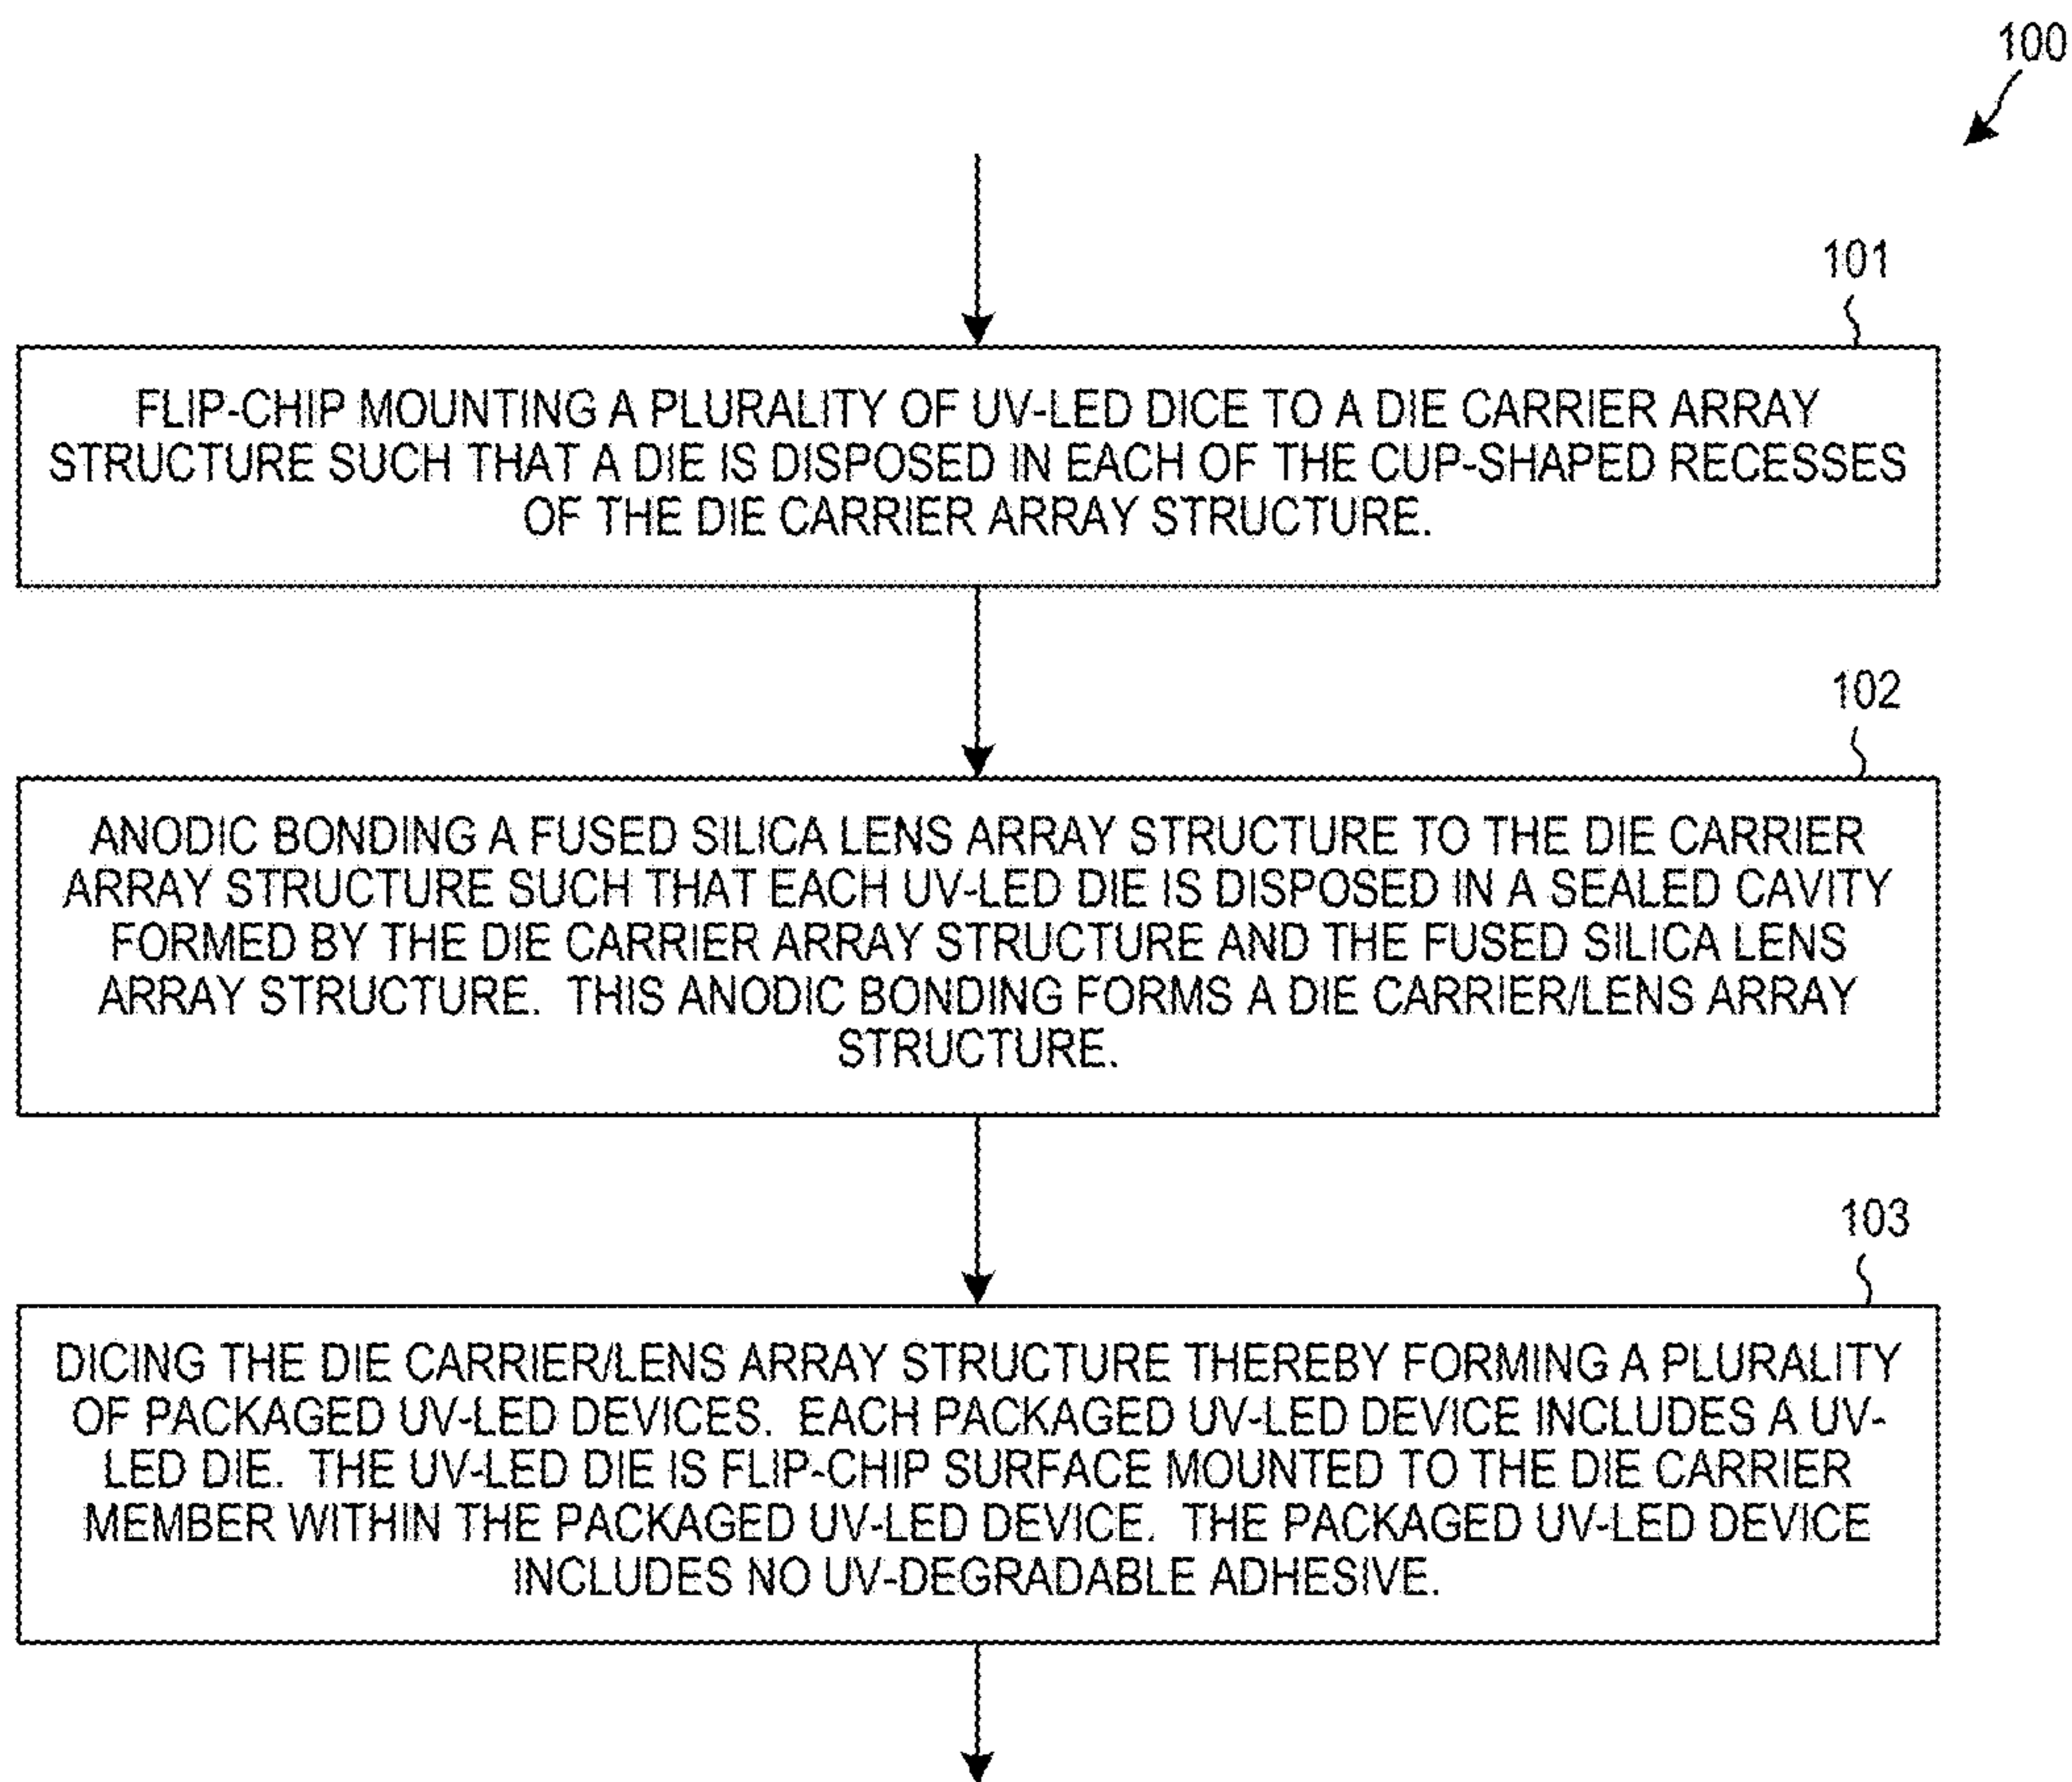 100
101
FLIP-CHIP MOUNTING A PLURALITY OF UV-LED DICE TO A DIE CARRIER ARRAY
STRUCTURE SUCH THAT A DIE IS DISPOSED IN EACH OF THE CUP-SHAPED RECESSES
OF THE DIE CARRIER ARRAY STRUCTURE.
102
ANODIC BONDING A FUSED SILICA LENS ARRAY STRUCTURE TO THE DIE CARRIER
ARRAY STRUCTURE SUCH THAT EACH UV-LED DIE IS DISPOSED IN A SEALED CAVITY
FORMED BY THE DIE CARRIER ARRAY STRUCTURE AND THE FUSED SILICA LENS
ARRAY STRUCTURE. THIS ANODIC BONDING FORMS A DIE CARRIER/LENS ARRAY
STRUCTURE.
103
DICING THE DIE CARRIER/LENS ARRAY STRUCTURE THEREBY FORMING A PLURALITY
OF PACKAGED UV-LED DEVICES. EACH PACKAGED UV-LED DEVICE INCLUDES A UV-
LED DIE. THE UV-LED DIE IS FLIP-CHIP SURFACE MOUNTED TO THE DIE CARRIER
MEMBER WITHIN THE PACKAGED UV-LED DEVICE. THE PACKAGED UV-LED DEVICE
INCLUDES NO UV-DEGRADABLE ADHESIVE.